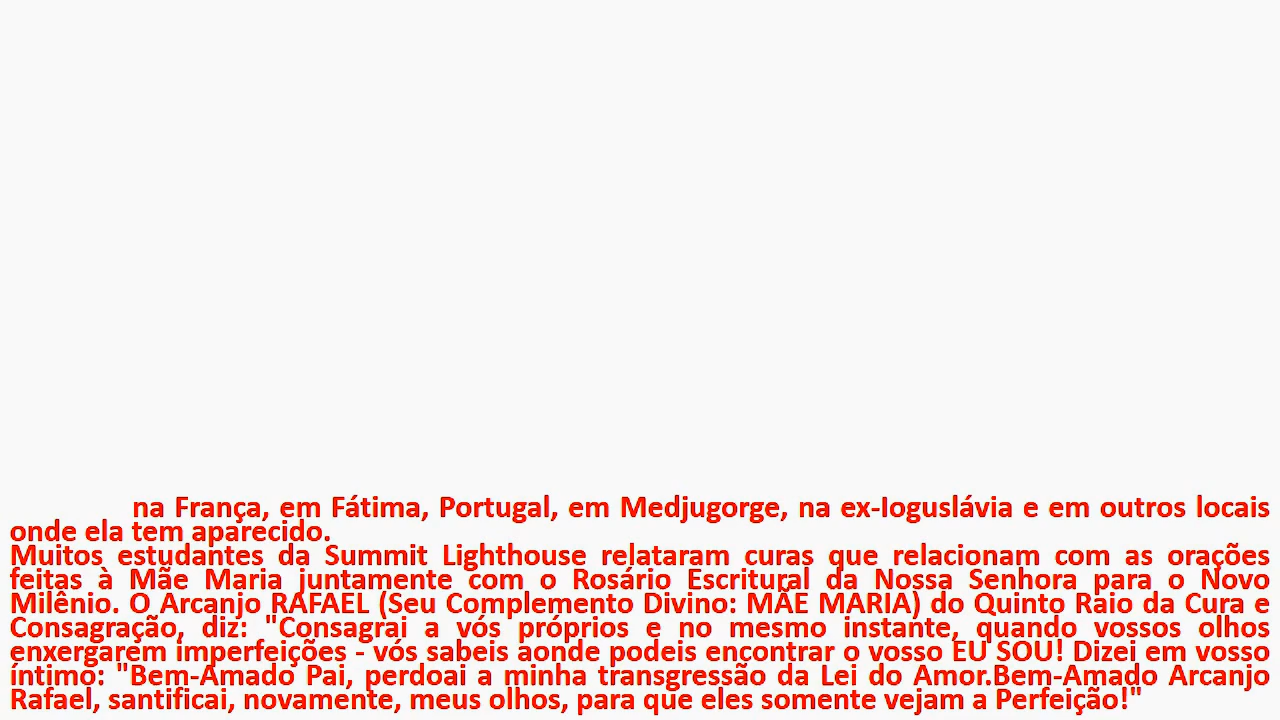 na França, em Fátima, Portugal, em Medjugorge, na ex-Ioguslávia e em outros locais
onde ela tem aparecido.
Muitos estudantes da Summit Lighthouse relataram curas que relacionam com as orações
feitas à Mãe Maria juntamente com o Rosário Escritural da Nossa Senhora para o Novo
Milênio. O Arcanjo RAFAEL (Seu Complemento Divino: MÃE MARIA) do Quinto Raio da Cura e
Consagração, diz: "Consagrai a vós próprios e no mesmo instante, quando vossos olhos
enxergarem imperfeições - vós sabeis aonde podeis encontrar o vosso EU SOU! Dizei em vosso
íntimo: "Bem-Amado Pai, perdoai a minha transgressão da Lei do Amor.Bem-Amado Arcanjo
Rafael, santificai, novamente, meus olhos, para que eles somente vejam a Perfeição!"